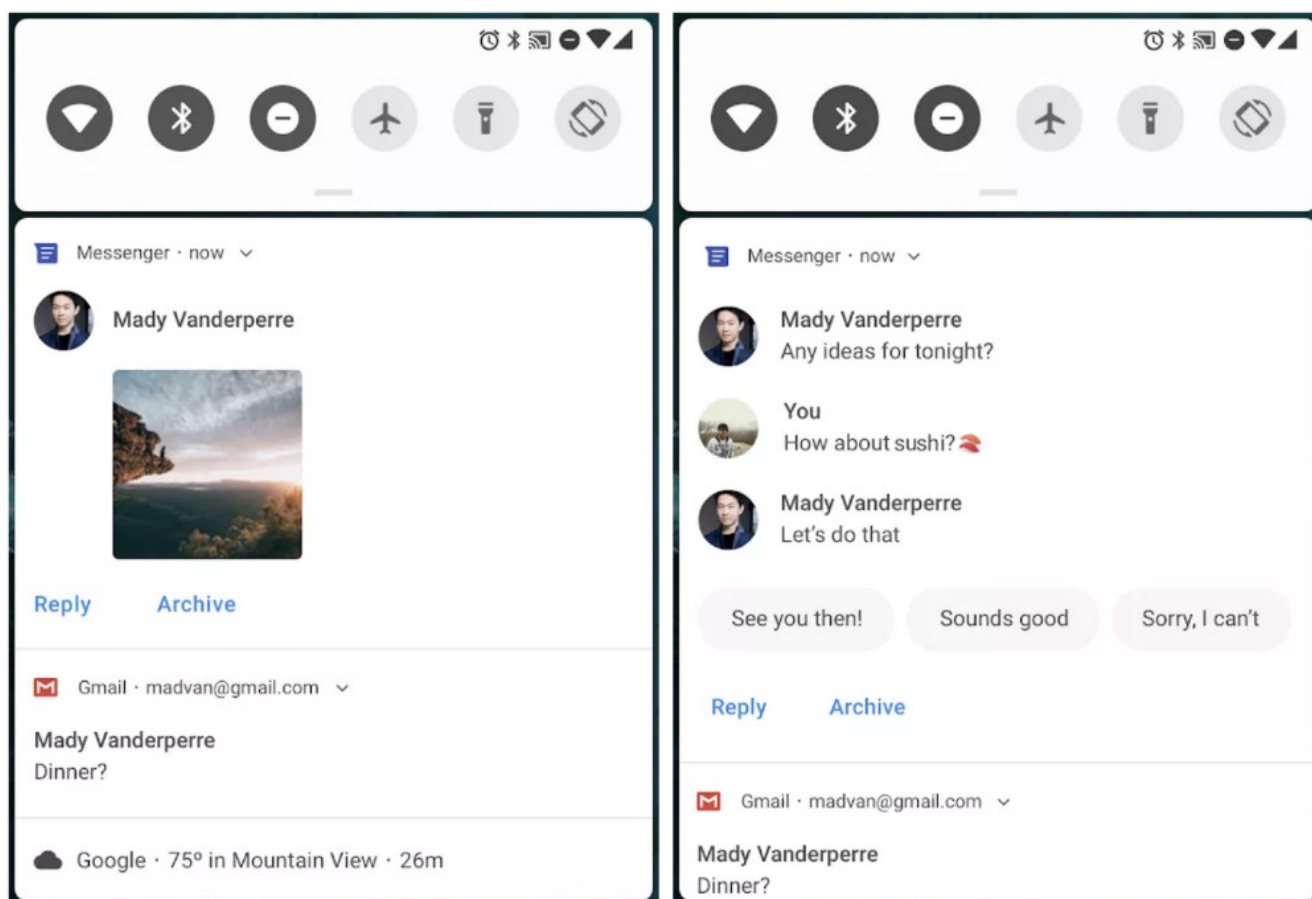 Messenger · now
Mady Vanderperre
Reply Archive
Gmail · madvan@gmail.com
Mady Vanderperre
Dinner?
Google · 75º in Mountain View · 26m
Messenger · now
Mady Vanderperre
Any ideas for tonight?
You
How about sushi?🍣
Mady Vanderperre
Let’s do that
See you then! Sounds good Sorry, I can’t
Reply Archive
Gmail · madvan@gmail.com
Mady Vanderperre
Dinner?